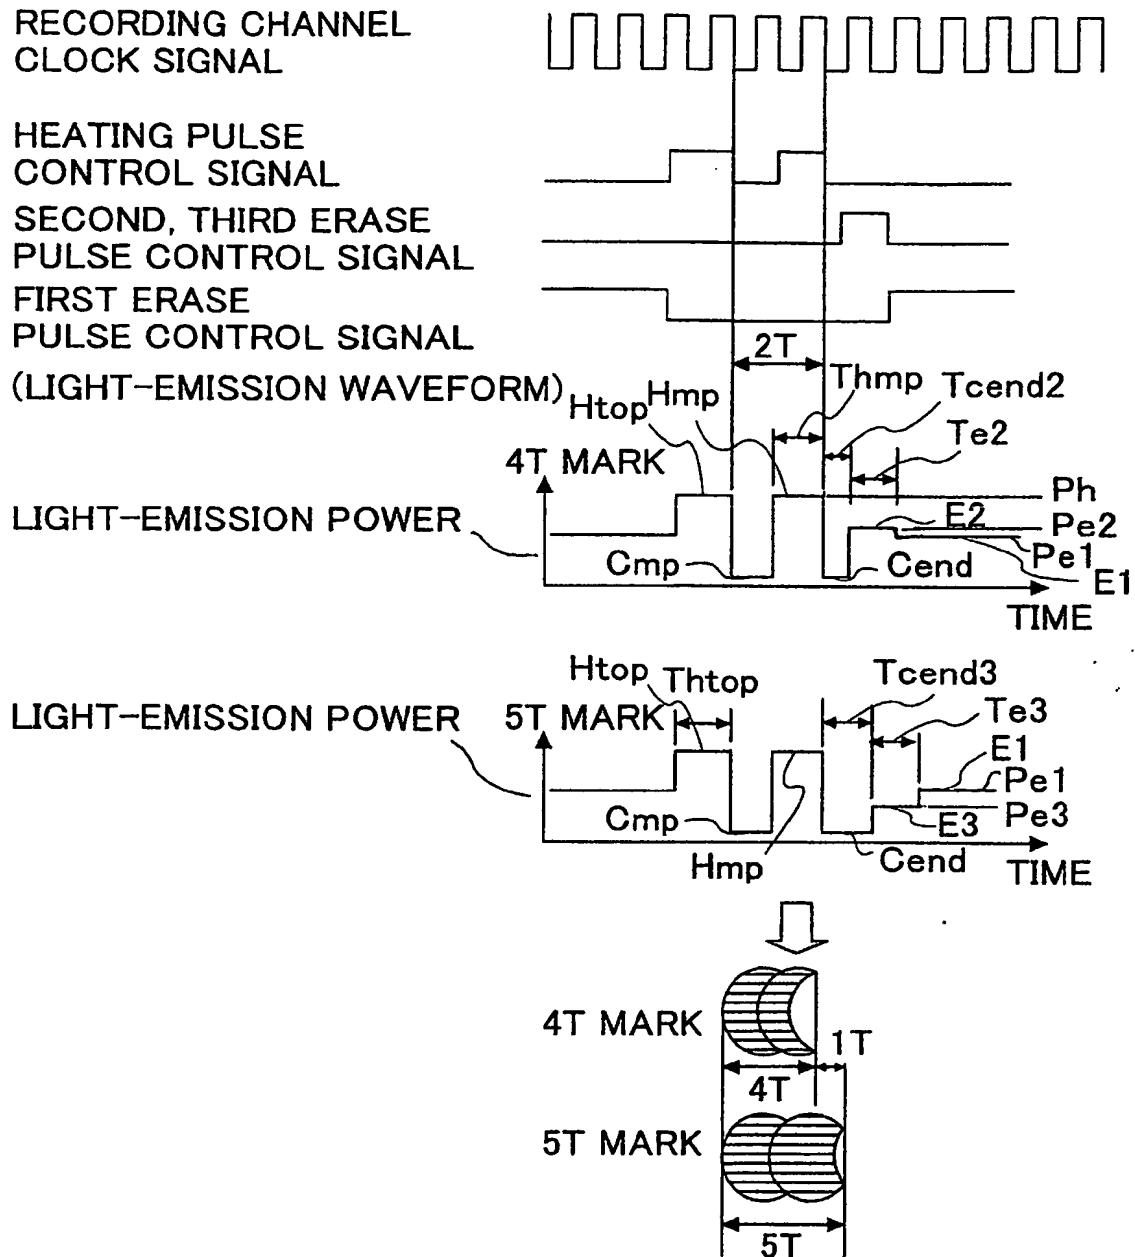 RECORDING CHANNEL
CLOCK SIGNAL
HEATING PULSE
CONTROL SIGNAL
SECOND, THIRD ERASE
PULSE CONTROL SIGNAL
FIRST ERASE
PULSE CONTROL SIGNAL
2T
(LIGHT-EMISSION WAVEFORM)
Htop
Hmp
Thmp
Tcend2
Te2
4T MARK
LIGHT-EMISSION POWER
Ph
E2
Pe2
Pe1
E1
Cmp
Cend
TIME
Htop
Thtop
Tcend3
LIGHT-EMISSION POWER
5T MARK
Te3
E1
Pe1
Pe3
E3
Cmp
Hmp
Cend
TIME
4T MARK
1T
4T
5T MARK
5T